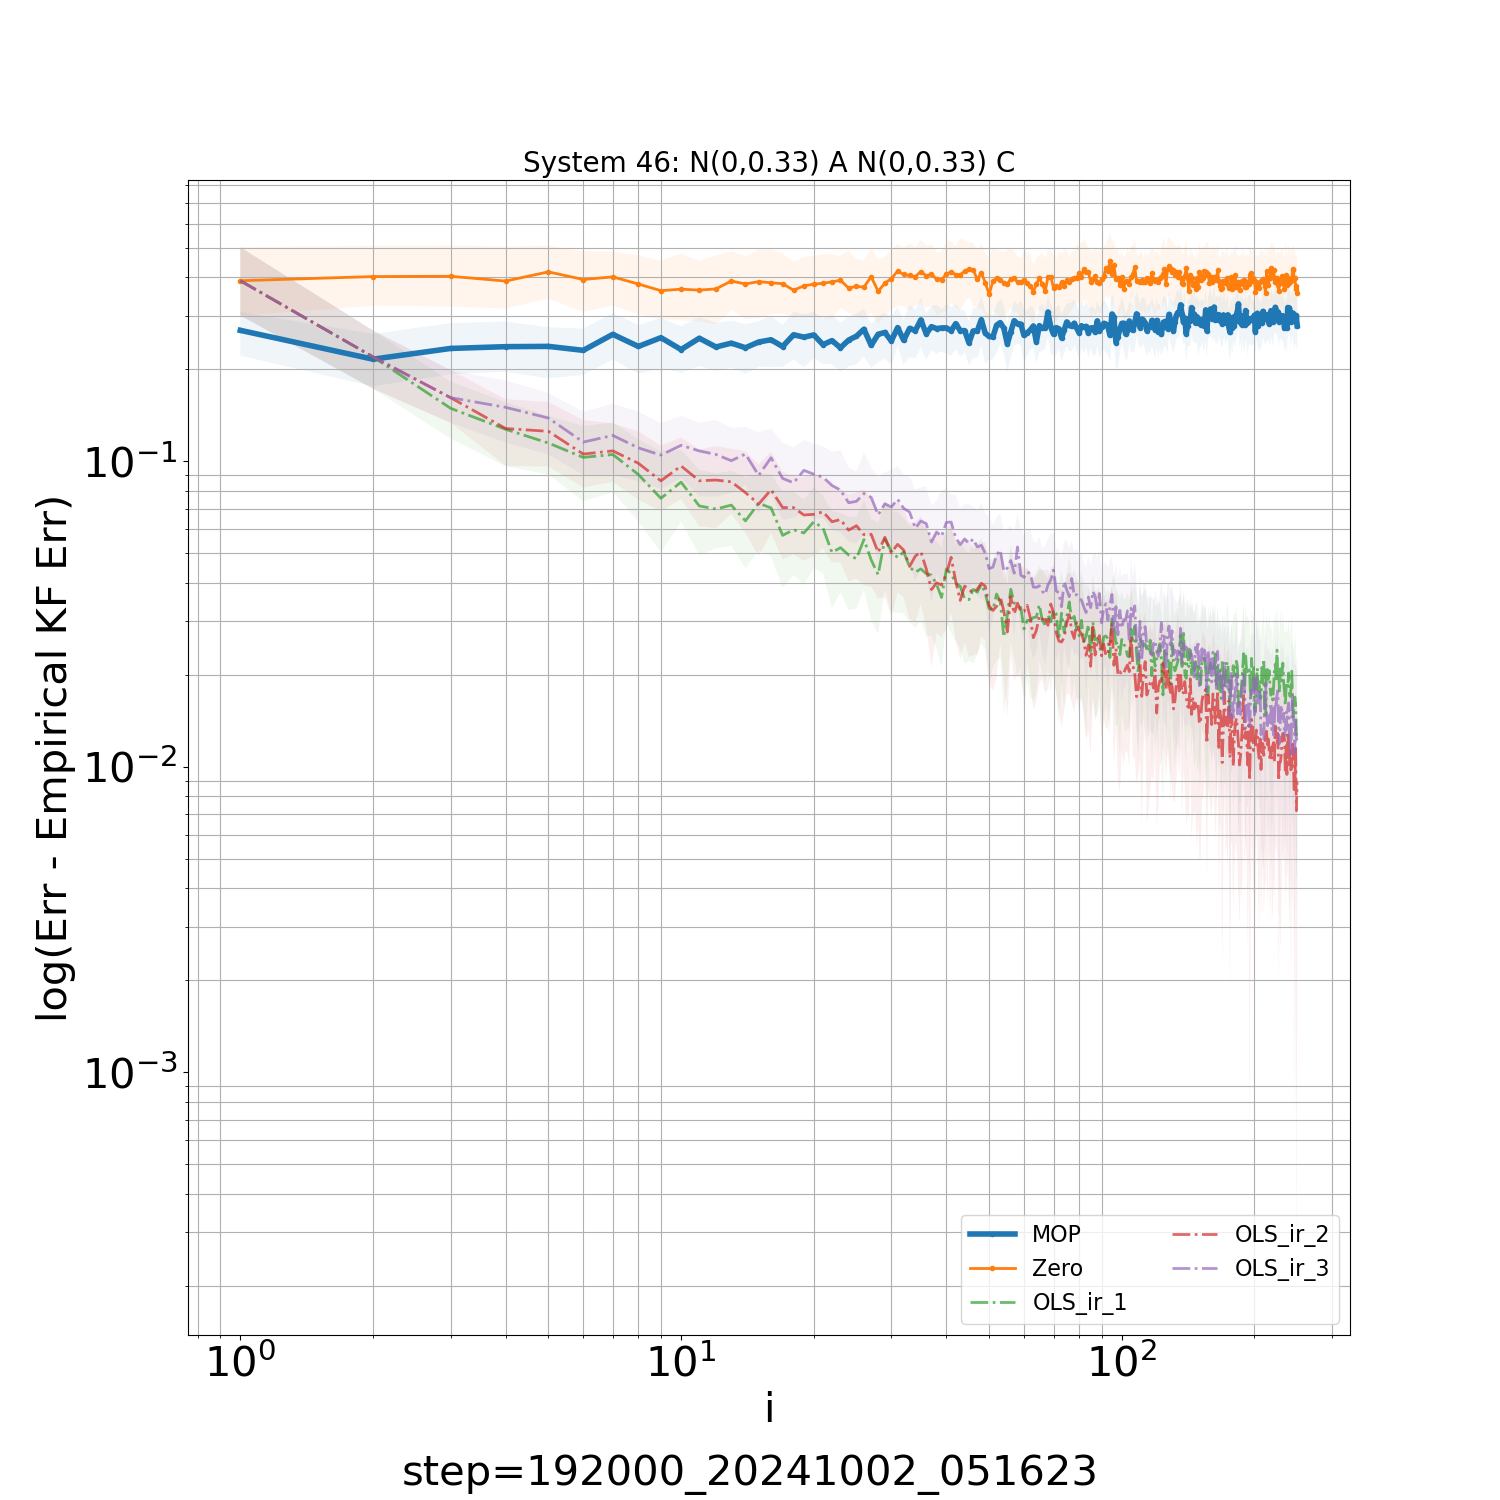 System 46: N(0,0.33) A N(0,0.33) C
log(Err - Empirical KF Err)
10⁻¹
10⁻²
10⁻³
10⁰ 10¹ 10²
i
MOP
Zero
OLS_ir_1
OLS_ir_2
OLS_ir_3
step=192000_20241002_051623